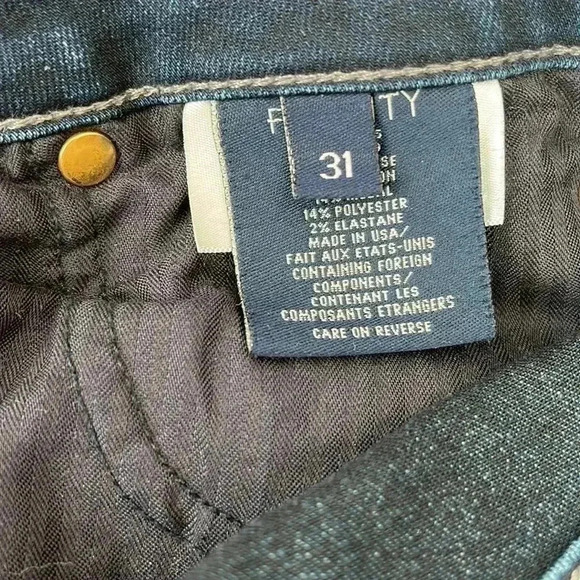 31
14% POLYESTER
2% ELASTANE
MADE IN USA/
FAIT AUX ETATS-UNIS
CONTAINING FOREIGN
COMPONENTS/
CONTENANT LES
COMPOSANTS ETRANGERS
CARE ON REVERSE